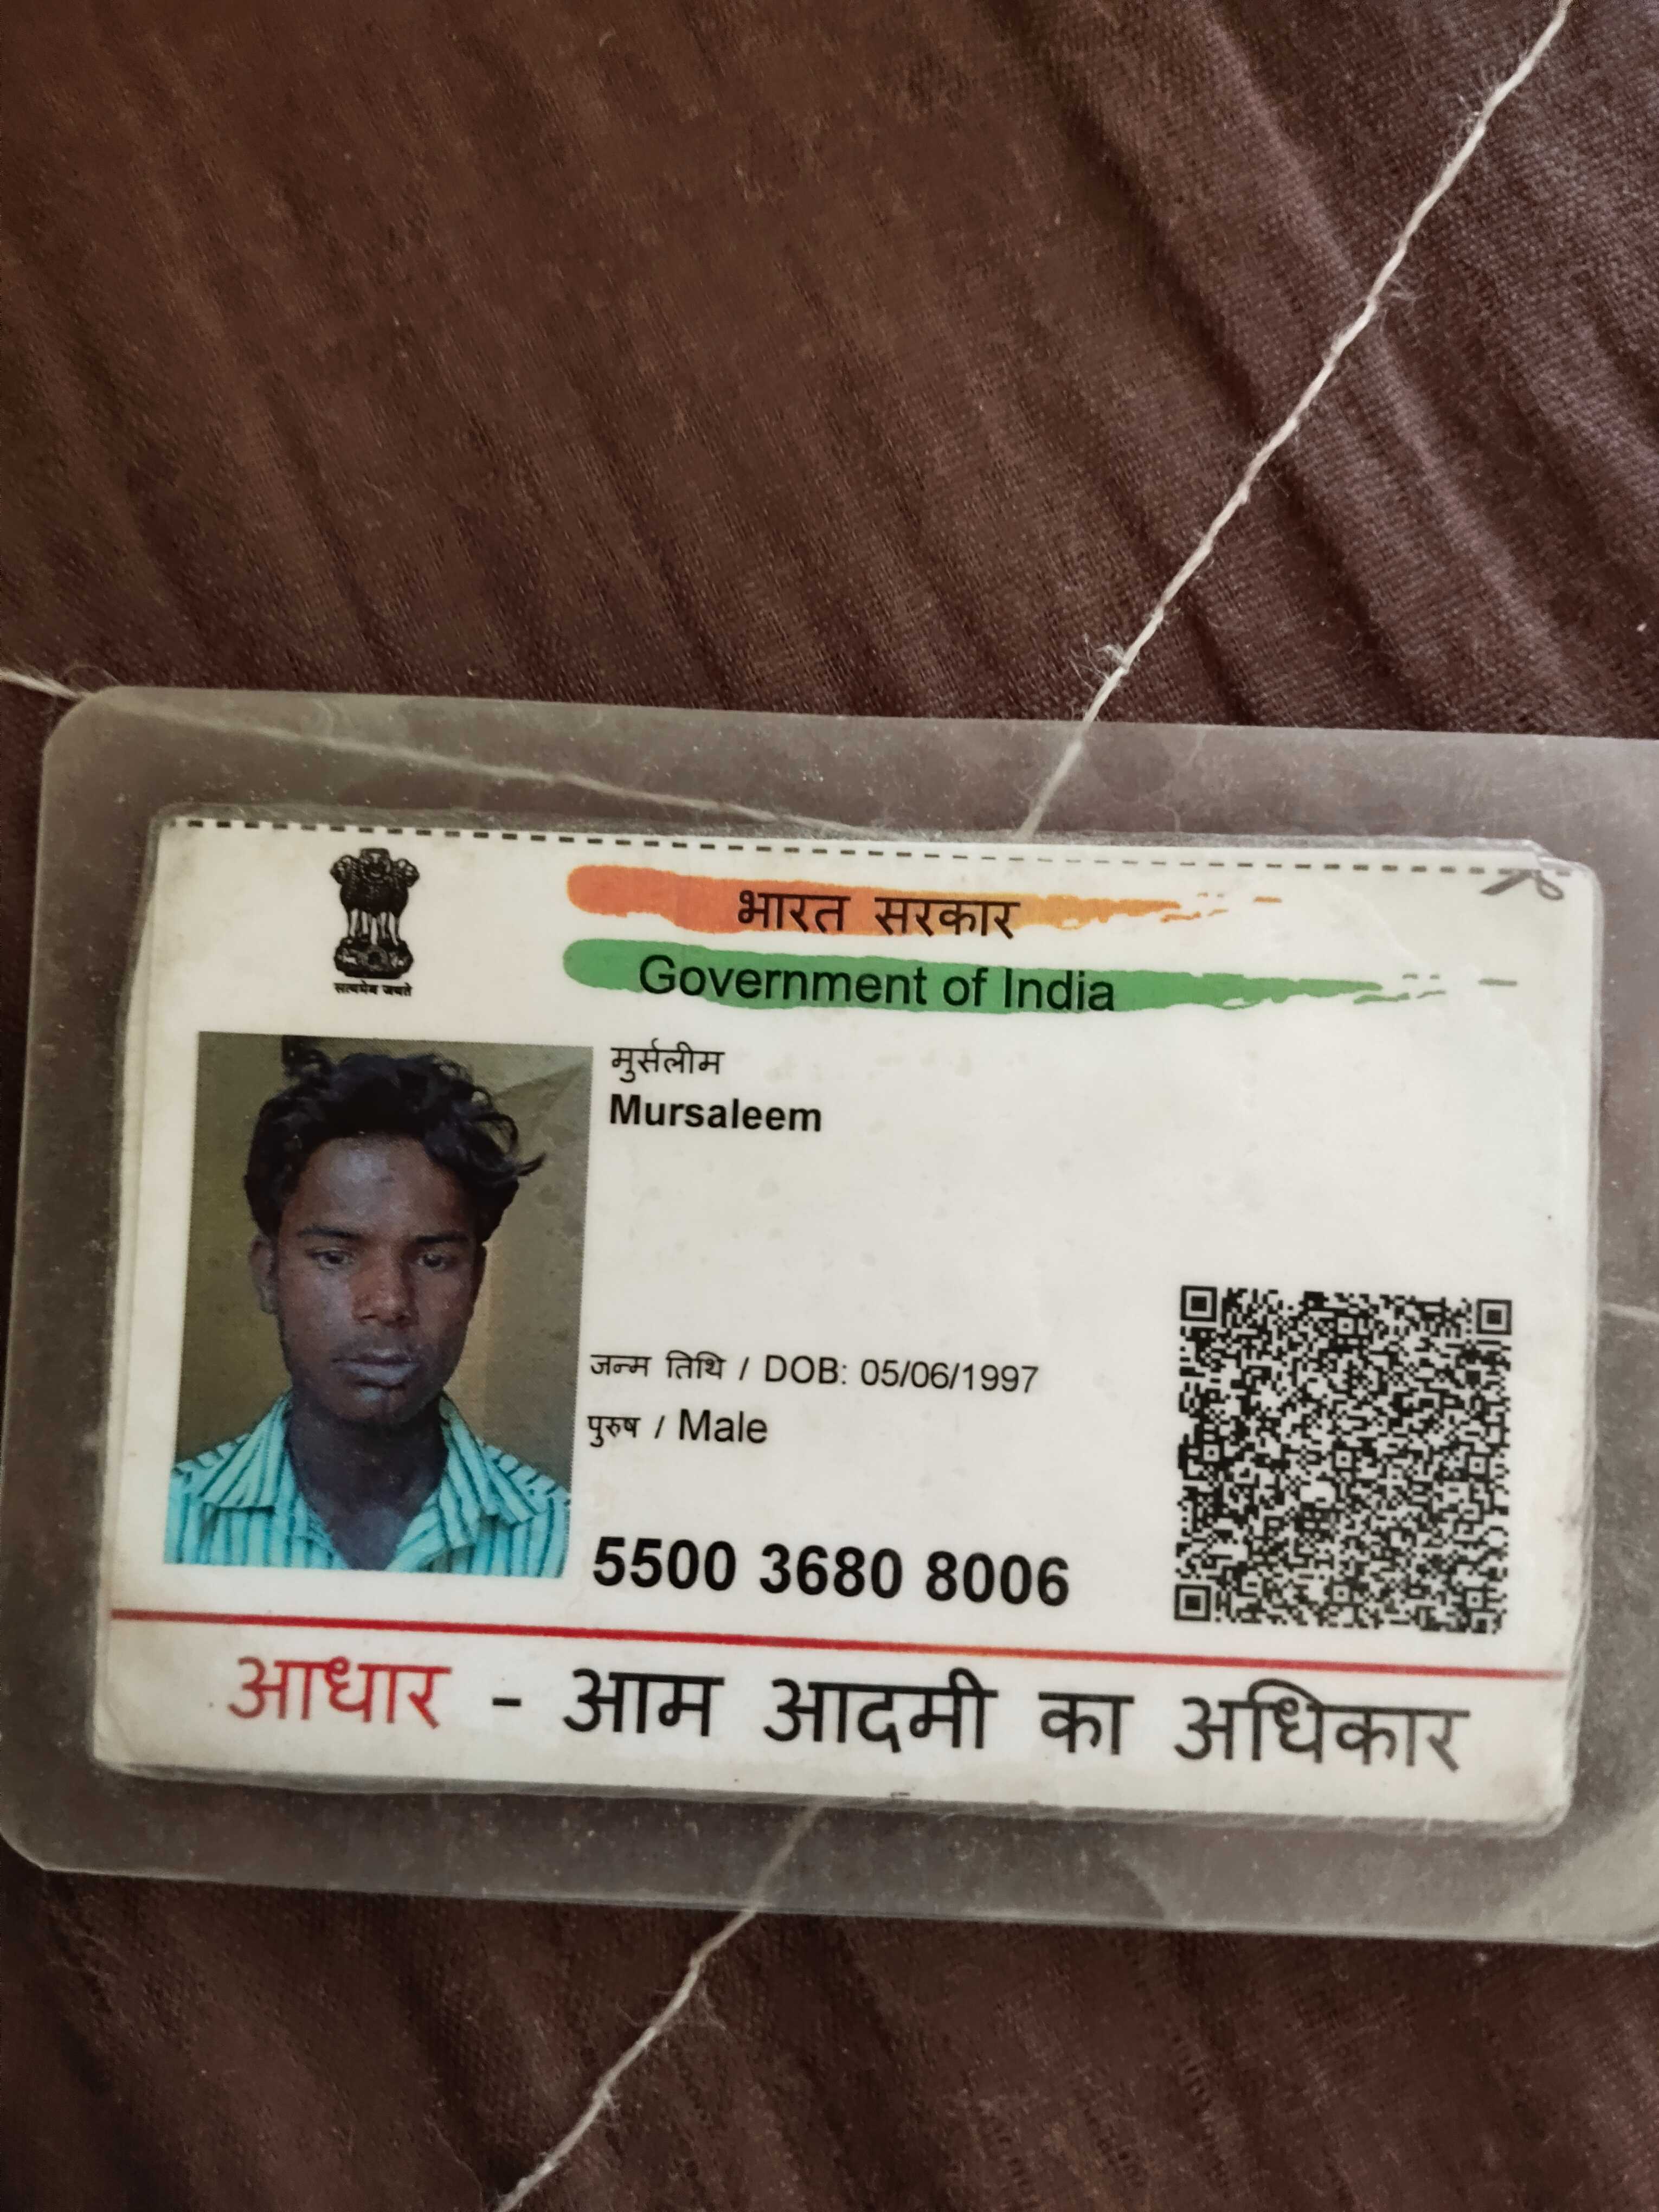 सत्यमेव जयते
भारत सरकार
Government of India
मुर्सलीम
Mursaleem
जन्म तिथि / DOB: 05/06/1997
पुरुष / Male
5500 3680 8006
आधार - आम आदमी का अधिकार